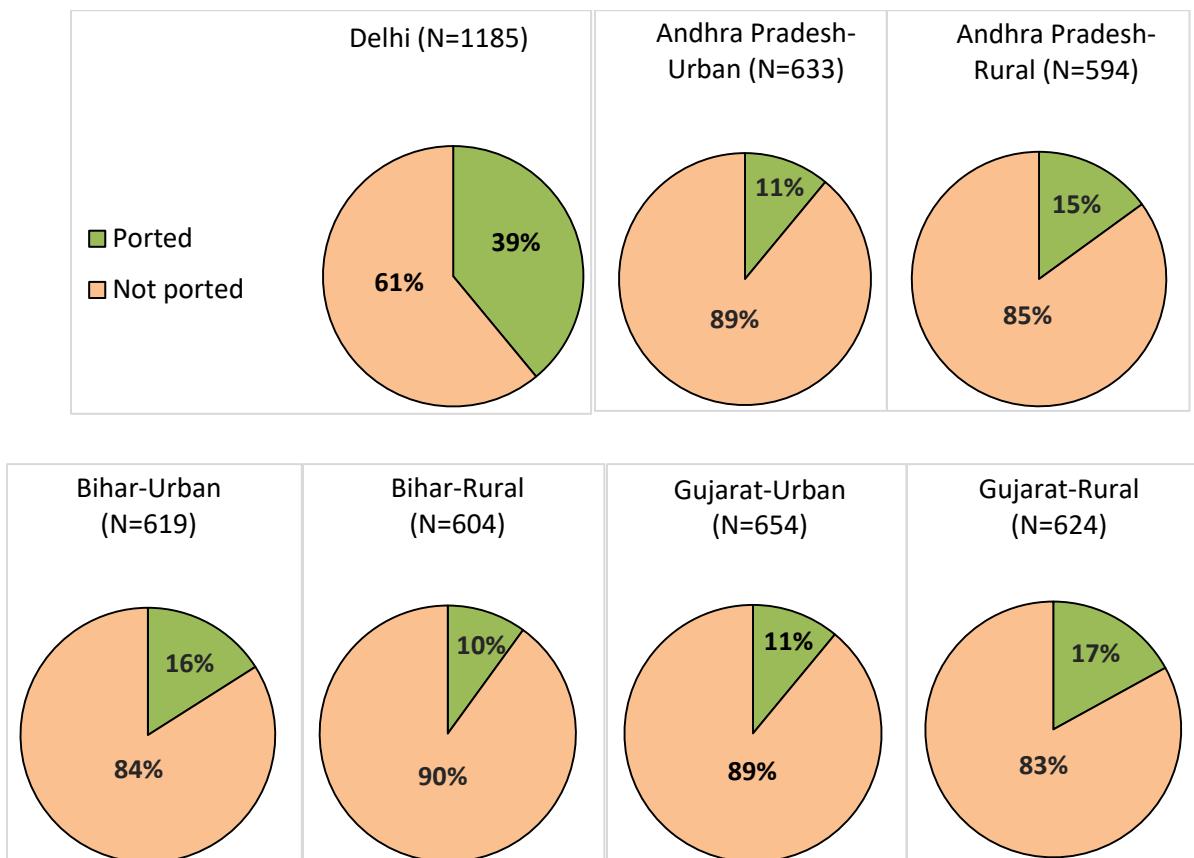 Delhi (N=1185)
Ported
Not ported
39%
61%
Andhra Pradesh-
Urban (N=633)
11%
89%
Andhra Pradesh-
Rural (N=594)
15%
85%
Bihar-Urban
(N=619)
16%
84%
Bihar-Rural
(N=604)
10%
90%
Gujarat-Urban
(N=654)
11%
89%
Gujarat-Rural
(N=624)
17%
83%